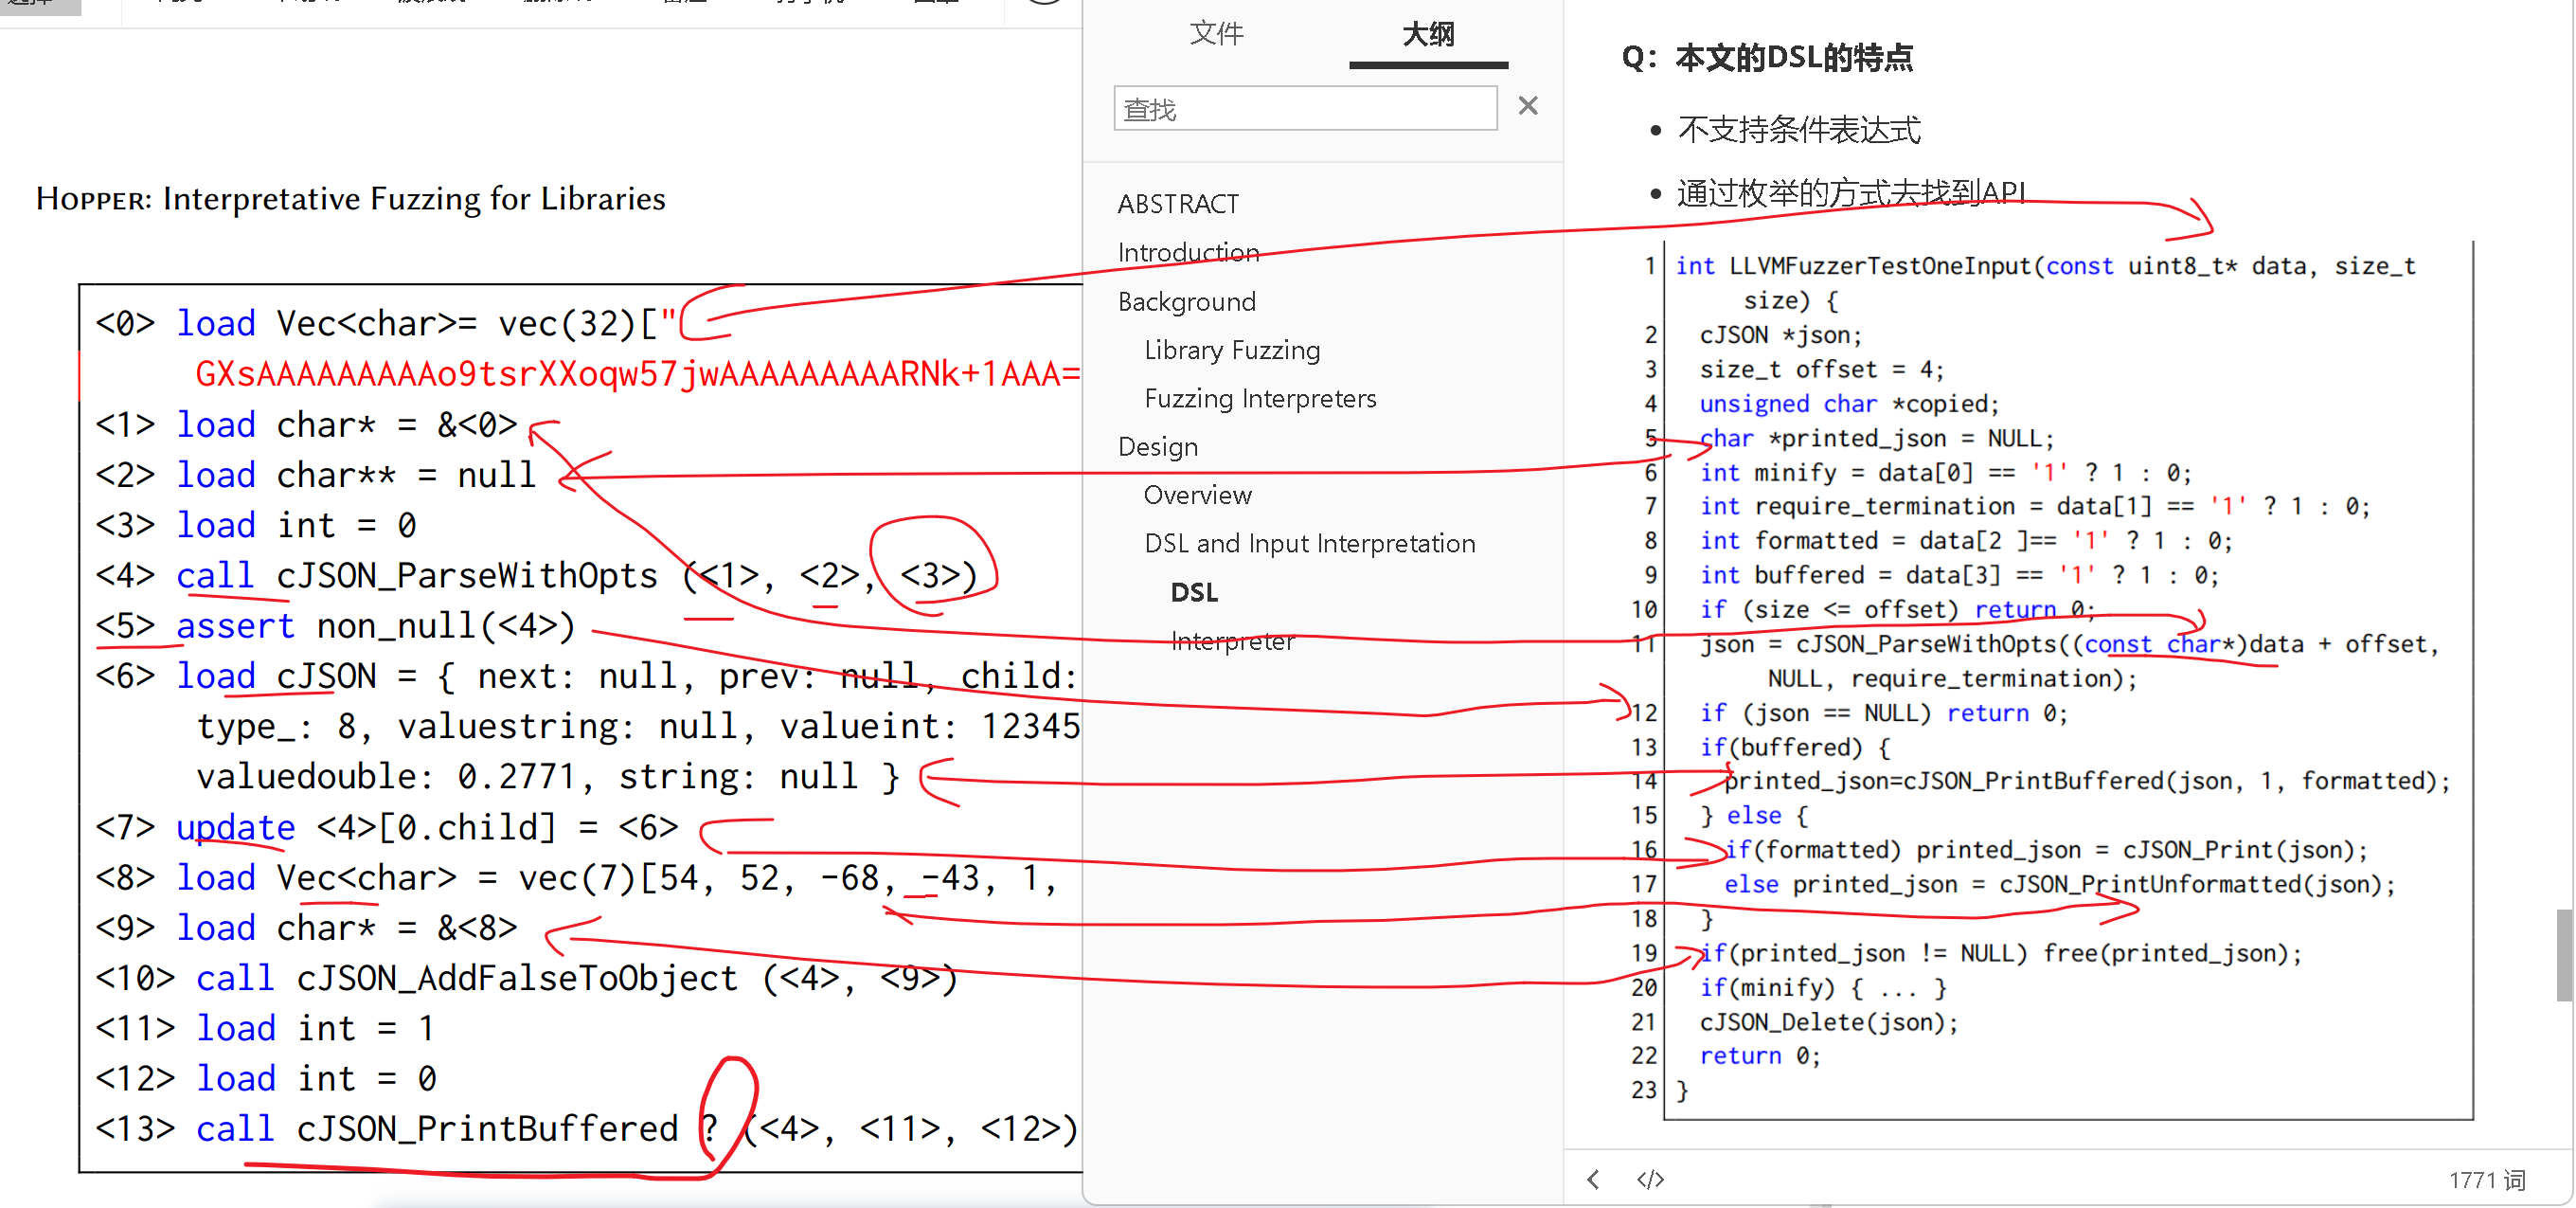 HOPPER: Interpretative Fuzzing for Libraries
<0> load Vec<char>= vec(32)["
GXsAAAAAAAAAo9tsrXXoqw57jwAAAAAAAAARNk+1AAA=
<1> load char* = &<0>
<2> load char** = null
<3> load int = 0
<4> call cJSON_ParseWithOpts (<1>, <2>, <3>)
<5> assert non_null(<4>)
<6> load cJSON = { next: null, prev: null, child:
type_: 8, valuestring: null, valueint: 12345
valuedouble: 0.2771, string: null }
<7> update <4>[0.child] = <6>
<8> load Vec<char> = vec(7)[54, 52, -68, -43, 1,
<9> load char* = &<8>
<10> call cJSON_AddFalseToObject (<4>, <9>)
<11> load int = 1
<12> load int = 0
<13> call cJSON_PrintBuffered ? (<4>, <11>, <12>)
文件
大纲
查找
ABSTRACT
Introduction
Background
Library Fuzzing
Fuzzing Interpreters
Design
Overview
DSL and Input Interpretation
DSL
Interpreter
Q：本文的DSL的特点
• 不支持条件表达式
• 通过枚举的方式去找到API
1 int LLVMFuzzerTestOneInput(const uint8_t* data, size_t
size) {
2 cJSON *json;
3 size_t offset = 4;
4 unsigned char *copied;
5 char *printed_json = NULL;
6 int minify = data[0] == '1' ? 1 : 0;
7 int require_termination = data[1] == '1' ? 1 : 0;
8 int formatted = data[2 ]== '1' ? 1 : 0;
9 int buffered = data[3] == '1' ? 1 : 0;
10 if (size <= offset) return 0;
11 json = cJSON_ParseWithOpts((const char*)data + offset,
NULL, require_termination);
12 if (json == NULL) return 0;
13 if(buffered) {
14 printed_json=cJSON_PrintBuffered(json, 1, formatted);
15 } else {
16 if(formatted) printed_json = cJSON_Print(json);
17 else printed_json = cJSON_PrintUnformatted(json);
18 }
19 if(printed_json != NULL) free(printed_json);
20 if(minify) { ... }
21 cJSON_Delete(json);
22 return 0;
23 }
1771 词